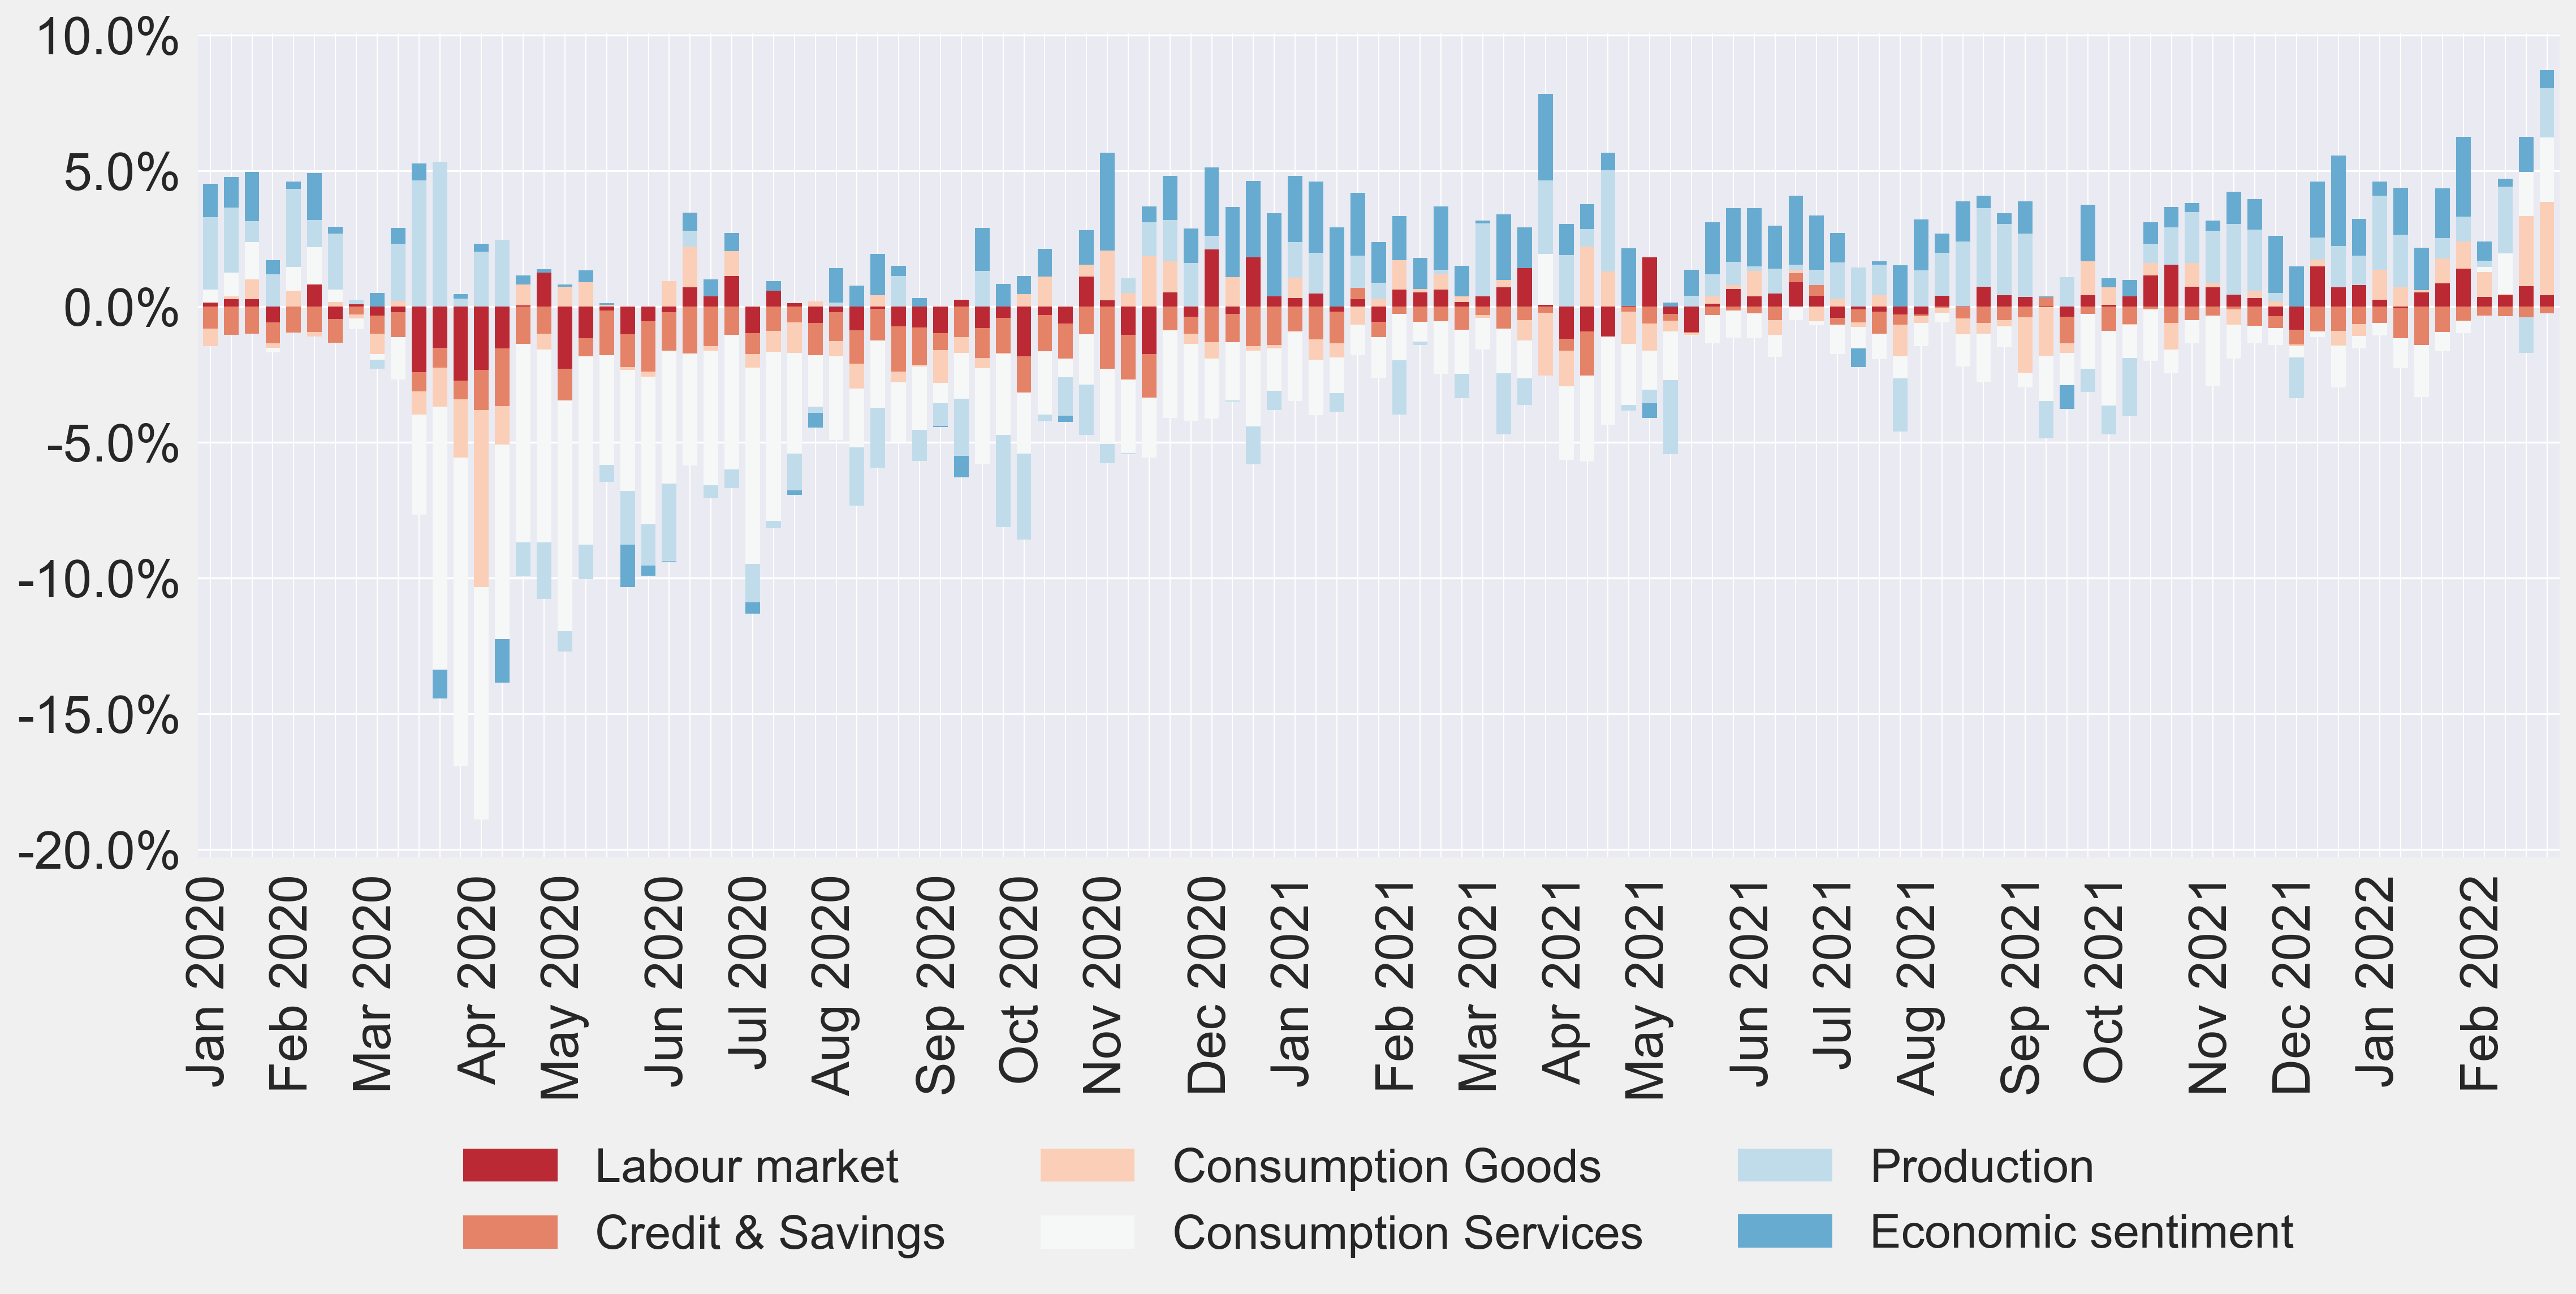 10.0%
5.0%
0.0%
-5.0%
-10.0%
-15.0%
-20.0%
Jan 2020
Feb 2020
Mar 2020
Apr 2020
May 2020
Jun 2020
Jul 2020
Aug 2020
Sep 2020
Oct 2020
Nov 2020
Dec 2020
Jan 2021
Feb 2021
Mar 2021
Apr 2021
May 2021
Jun 2021
Jul 2021
Aug 2021
Sep 2021
Oct 2021
Nov 2021
Dec 2021
Jan 2022
Feb 2022
Labour market
Credit & Savings
Consumption Goods
Consumption Services
Production
Economic sentiment